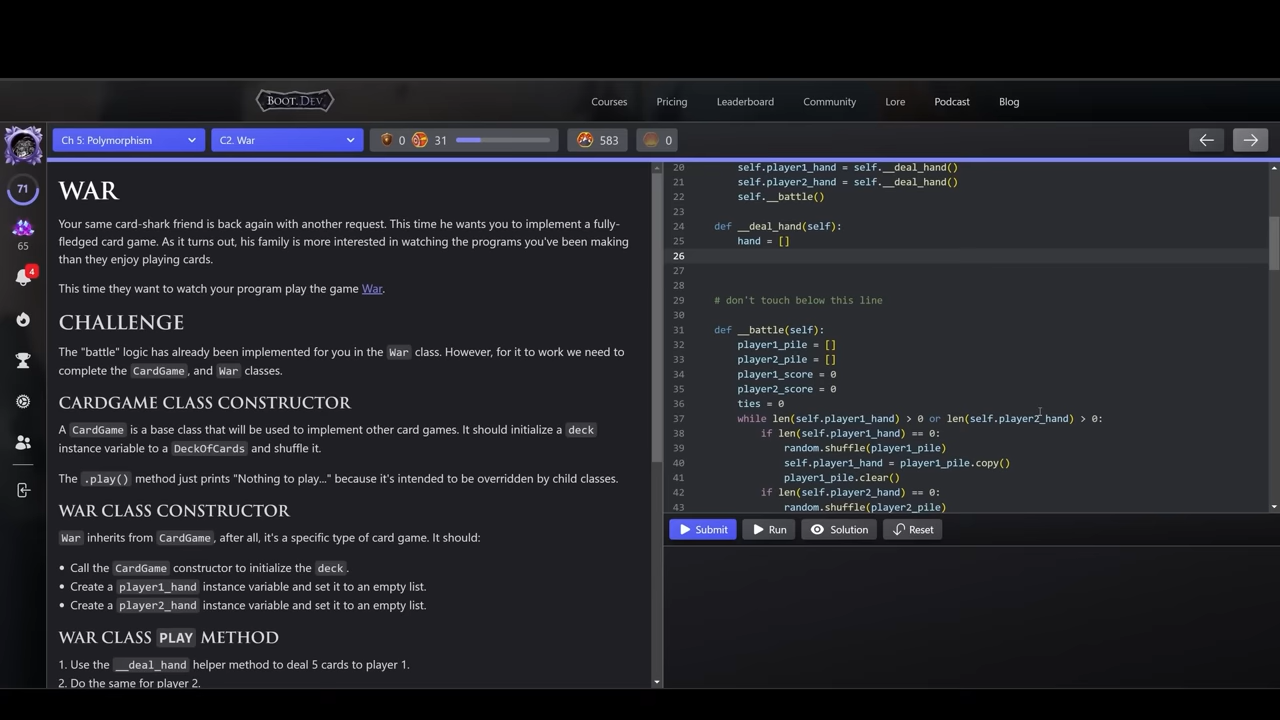 BOOT.DEV
Courses
Pricing
Leaderboard
Community
Lore
Podcast
Blog
Ch 5: Polymorphism
C2. War
0
31
583
0
71
65
4
WAR
Your same card-shark friend is back again with another request. This time he wants you to implement a fully-
fledged card game. As it turns out, his family is more interested in watching the programs you've been making
than they enjoy playing cards.
This time they want to watch your program play the game War.
CHALLENGE
The "battle" logic has already been implemented for you in the War class. However, for it to work we need to
complete the CardGame, and War classes.
CARDGAME CLASS CONSTRUCTOR
A CardGame is a base class that will be used to implement other card games. It should initialize a deck
instance variable to a DeckOfCards and shuffle it.
The .play() method just prints "Nothing to play..." because it's intended to be overridden by child classes.
WAR CLASS CONSTRUCTOR
War inherits from CardGame, after all, it's a specific type of card game. It should:
• Call the CardGame constructor to initialize the deck.
• Create a player1_hand instance variable and set it to an empty list.
• Create a player2_hand instance variable and set it to an empty list.
WAR CLASS PLAY METHOD
1. Use the __deal_hand helper method to deal 5 cards to player 1.
2. Do the same for player 2.
20 self.player1_hand = self.__deal_hand()
21 self.player2_hand = self.__deal_hand()
22 self.__battle()
23
24 def __deal_hand(self):
25 hand = []
26
27
28
29 # don't touch below this line
30
31 def __battle(self):
32 player1_pile = []
33 player2_pile = []
34 player1_score = 0
35 player2_score = 0
36 ties = 0
37 while len(self.player1_hand) > 0 or len(self.player2_hand) > 0:
38 if len(self.player1_hand) == 0:
39 random.shuffle(player1_pile)
40 self.player1_hand = player1_pile.copy()
41 player1_pile.clear()
42 if len(self.player2_hand) == 0:
43 random.shuffle(player2_pile)
Submit
Run
Solution
Reset